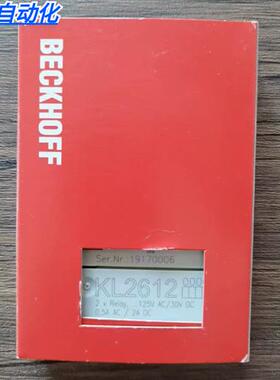 自动化
BECKHOFF
Ser.Nr.:19170006
KL2612
2 x Relay, ...125V AC/30V DC
0,5A AC / 2A DC